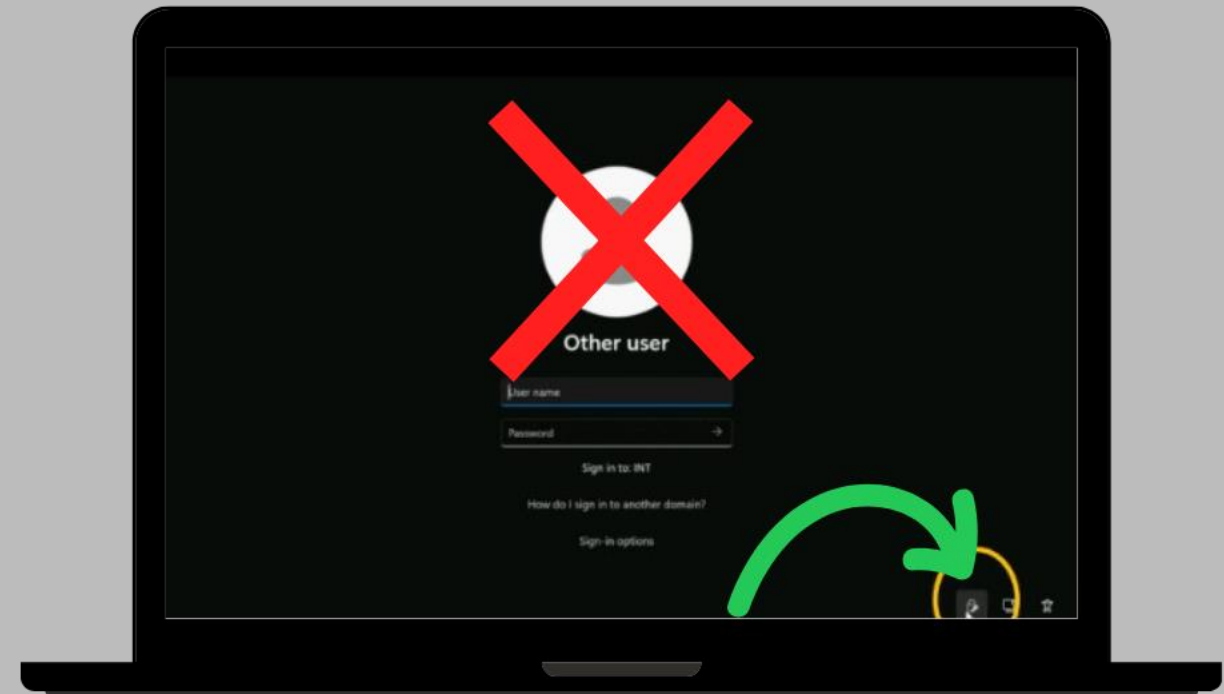 Other user
User name
Password
Sign in to: INT
How do I sign in to another domain?
Sign-in options